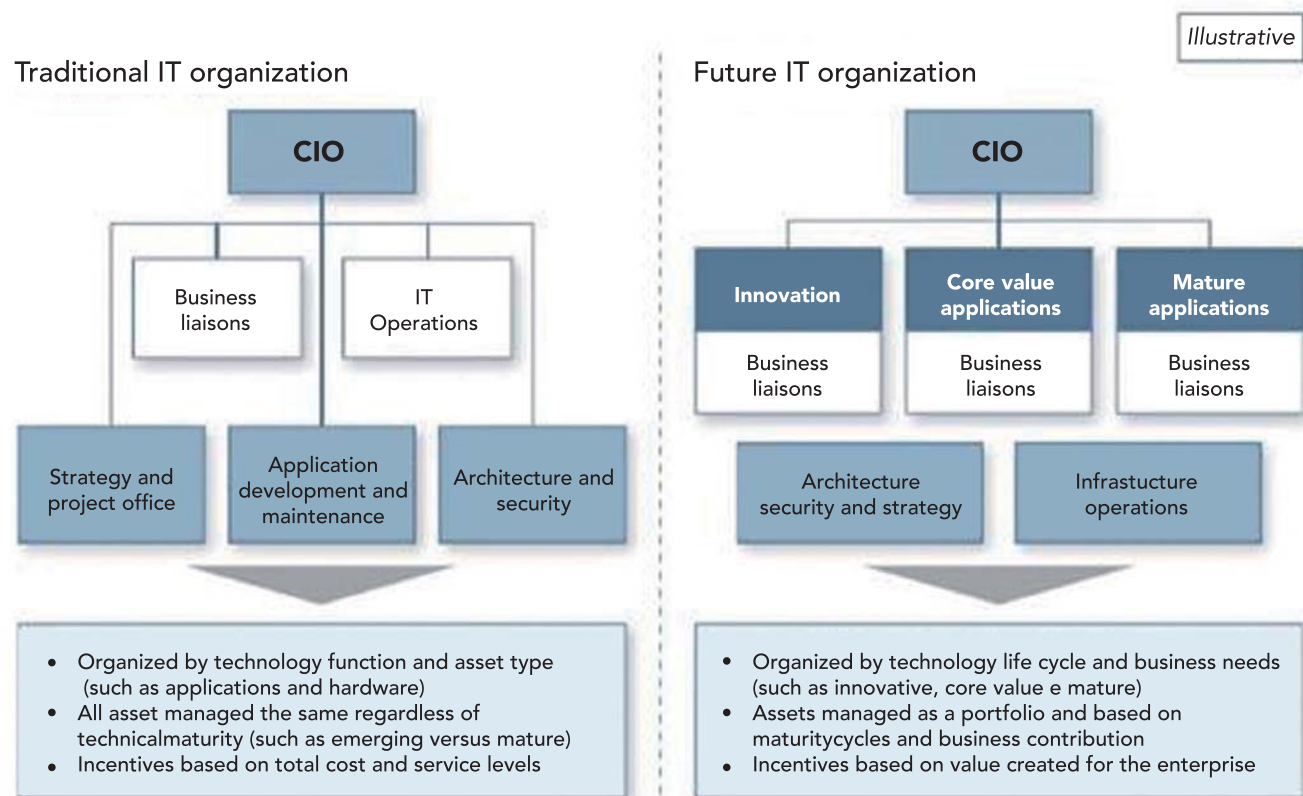 Illustrative
Traditional IT organization
CIO
Business
liaisons
IT
Operations
Strategy and
project office
Application
development and
maintenance
Architecture and
security
• Organized by technology function and asset type
(such as applications and hardware)
• All asset managed the same regardless of
technicalmaturity (such as emerging versus mature)
• Incentives based on total cost and service levels
Future IT organization
CIO
Innovation
Business
liaisons
Core value
applications
Business
liaisons
Mature
applications
Business
liaisons
Architecture
security and strategy
Infrastucture
operations
• Organized by technology life cycle and business needs
(such as innovative, core value e mature)
• Assets managed as a portfolio and based on
maturitycycles and business contribution
• Incentives based on value created for the enterprise